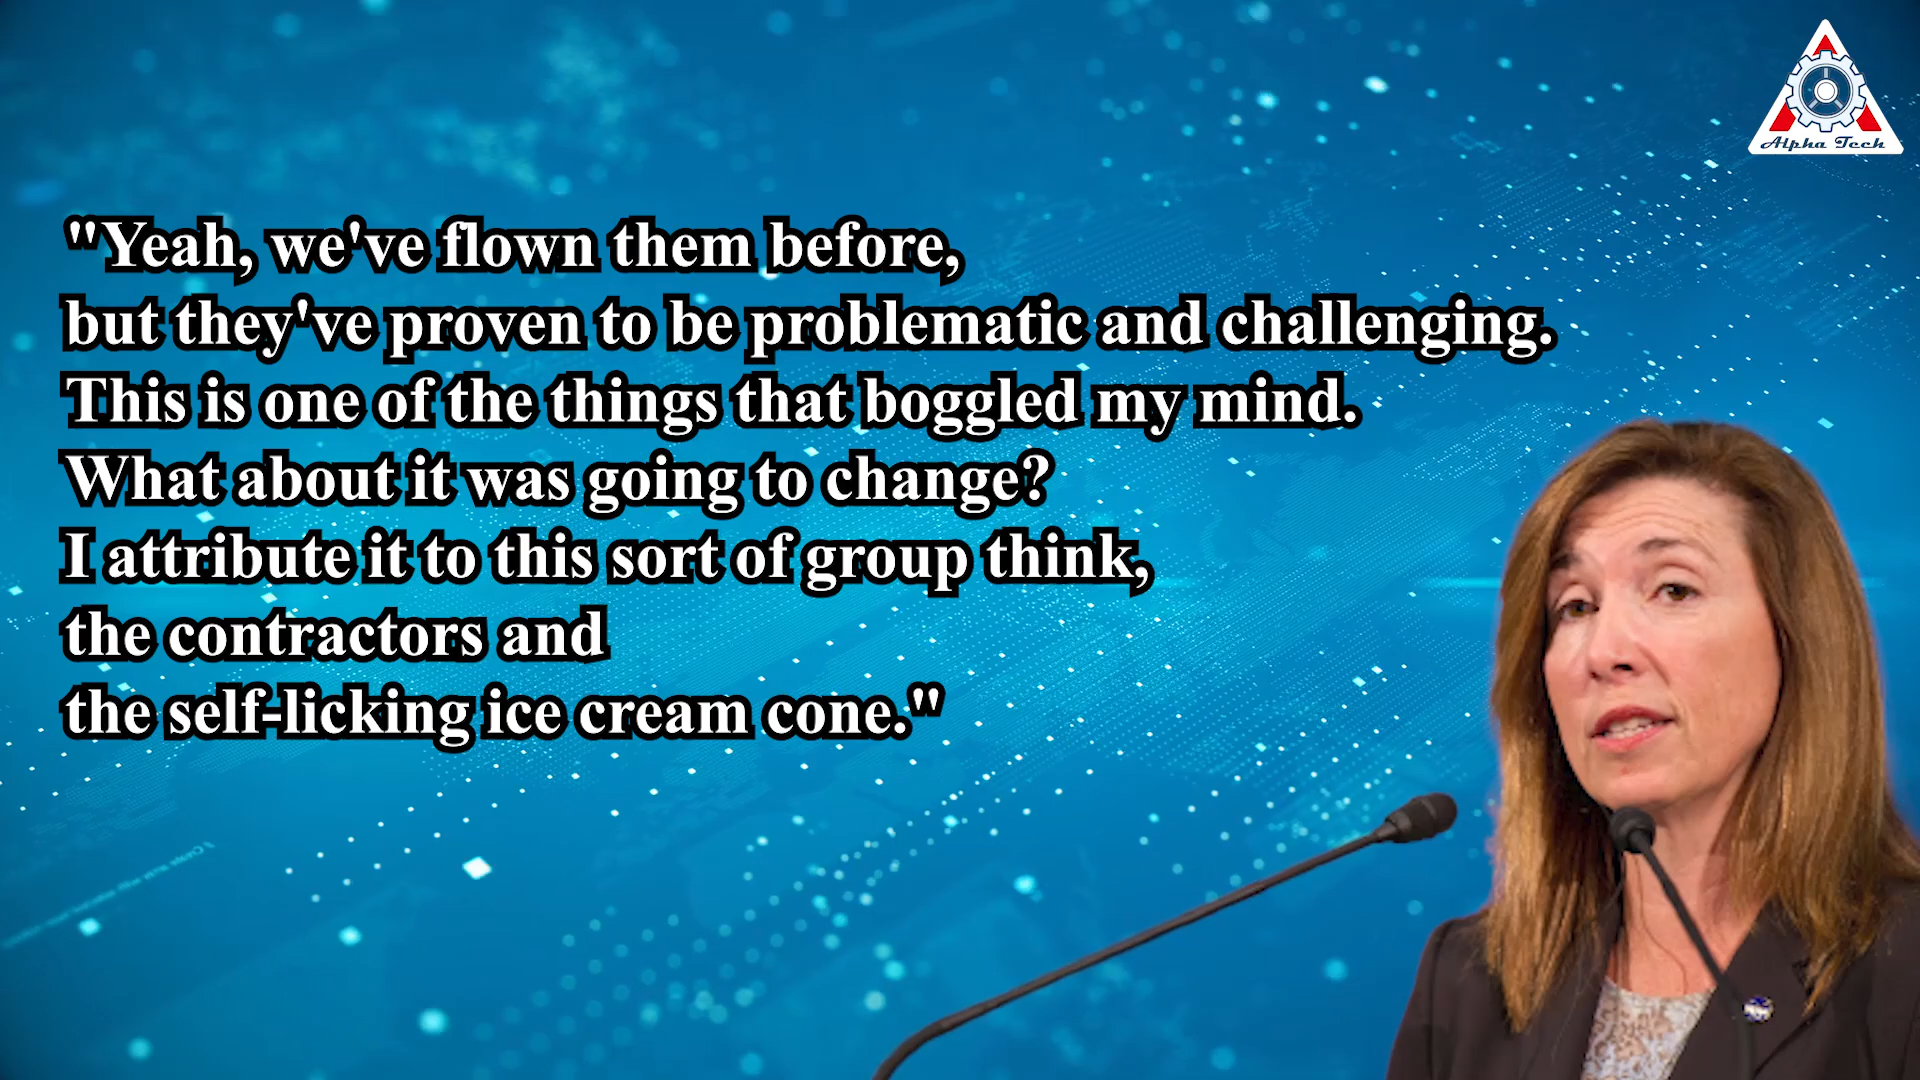 Alpha Tech
"Yeah, we've flown them before,
but they've proven to be problematic and challenging.
This is one of the things that boggled my mind.
What about it was going to change?
I attribute it to this sort of group think,
the contractors and
the self-licking ice cream cone."